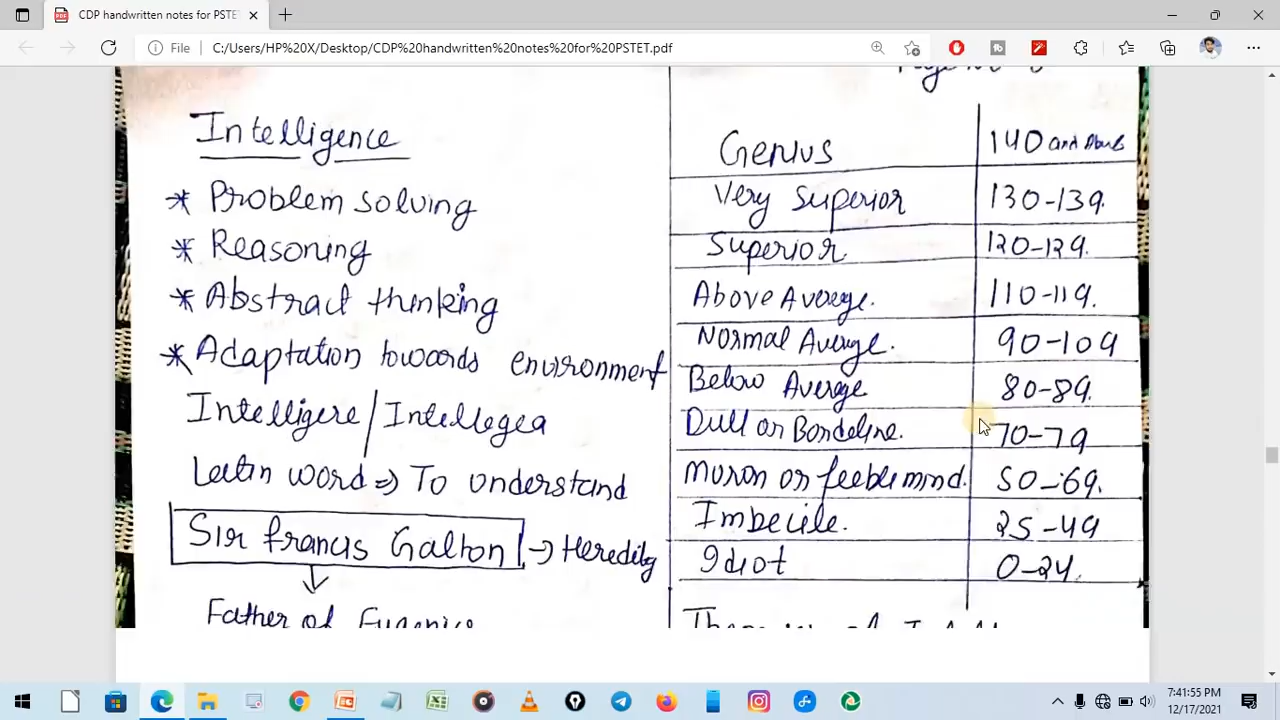 CDP handwritten notes for PSTET
File
C:/Users/HP%20X/Desktop/CDP%20handwritten%20notes%20for%20PSTET.pdf
Intelligence
* Problem solving
* Reasoning
* Abstract thinking
* Adaptation towards environment
Intelligere / Intellegea
Latin word => To understand
Sir Francis Galton -> Heredity
Father of Eugenics
Genius 140 and Above
Very Superior 130-139.
Superior 120-129.
Above Average. 110-119.
Normal Average. 90-109
Below Average 80-89.
Dull or Borderline. 70-79
Moron or feeble mind. 50-69.
Imbecile. 25-49
Idiot 0-24.
7:41:55 PM
12/17/2021